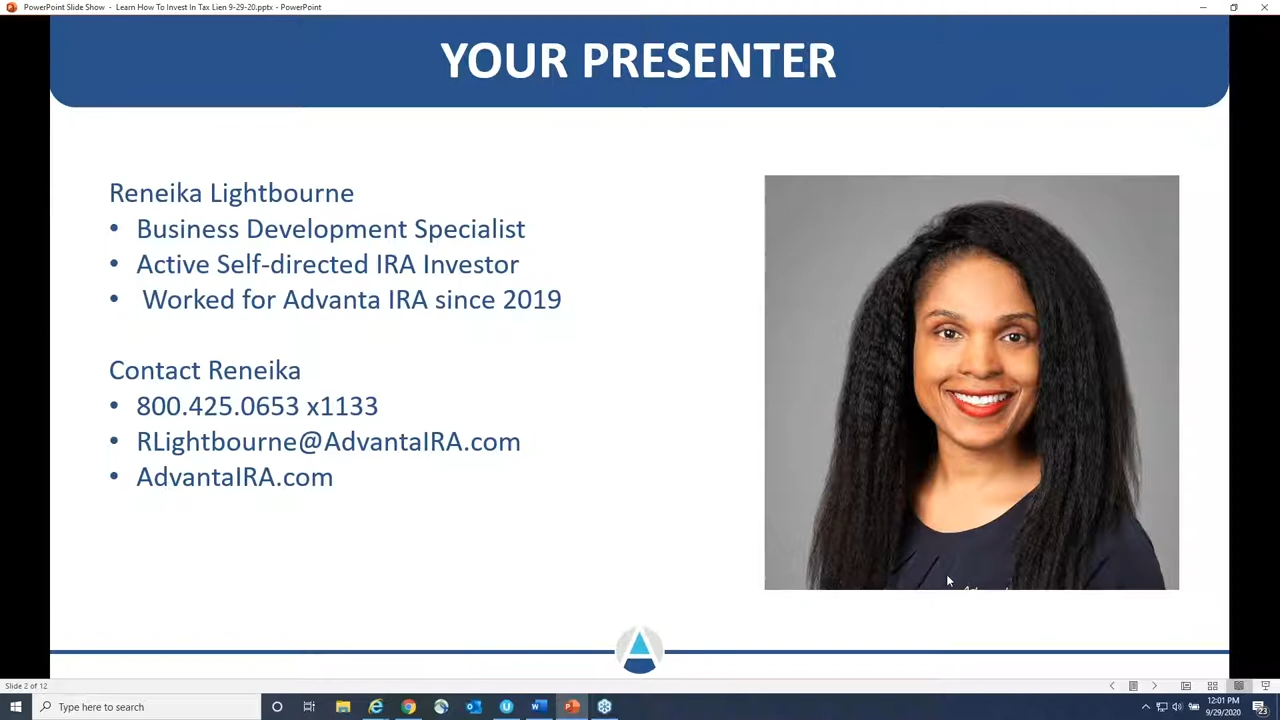 PowerPoint Slide Show - Learn How To Invest In Tax Lien 9-29-20.pptx - PowerPoint
YOUR PRESENTER
Reneika Lightbourne
• Business Development Specialist
• Active Self-directed IRA Investor
• Worked for Advanta IRA since 2019
Contact Reneika
• 800.425.0653 x1133
• RLightbourne@AdvantaIRA.com
• AdvantaIRA.com
Slide 2 of 12
Type here to search
12:01 PM
9/29/2020
23